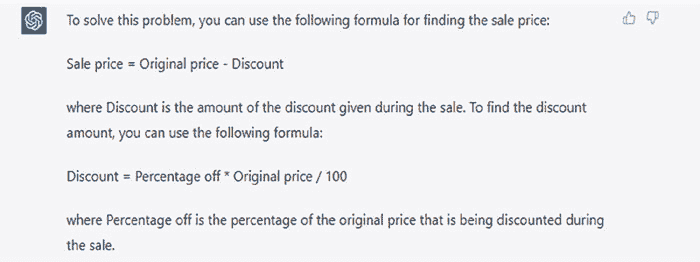 To solve this problem, you can use the following formula for finding the sale price:
Sale price = Original price - Discount
where Discount is the amount of the discount given during the sale. To find the discount
amount, you can use the following formula:
Discount = Percentage off * Original price / 100
where Percentage off is the percentage of the original price that is being discounted during
the sale.